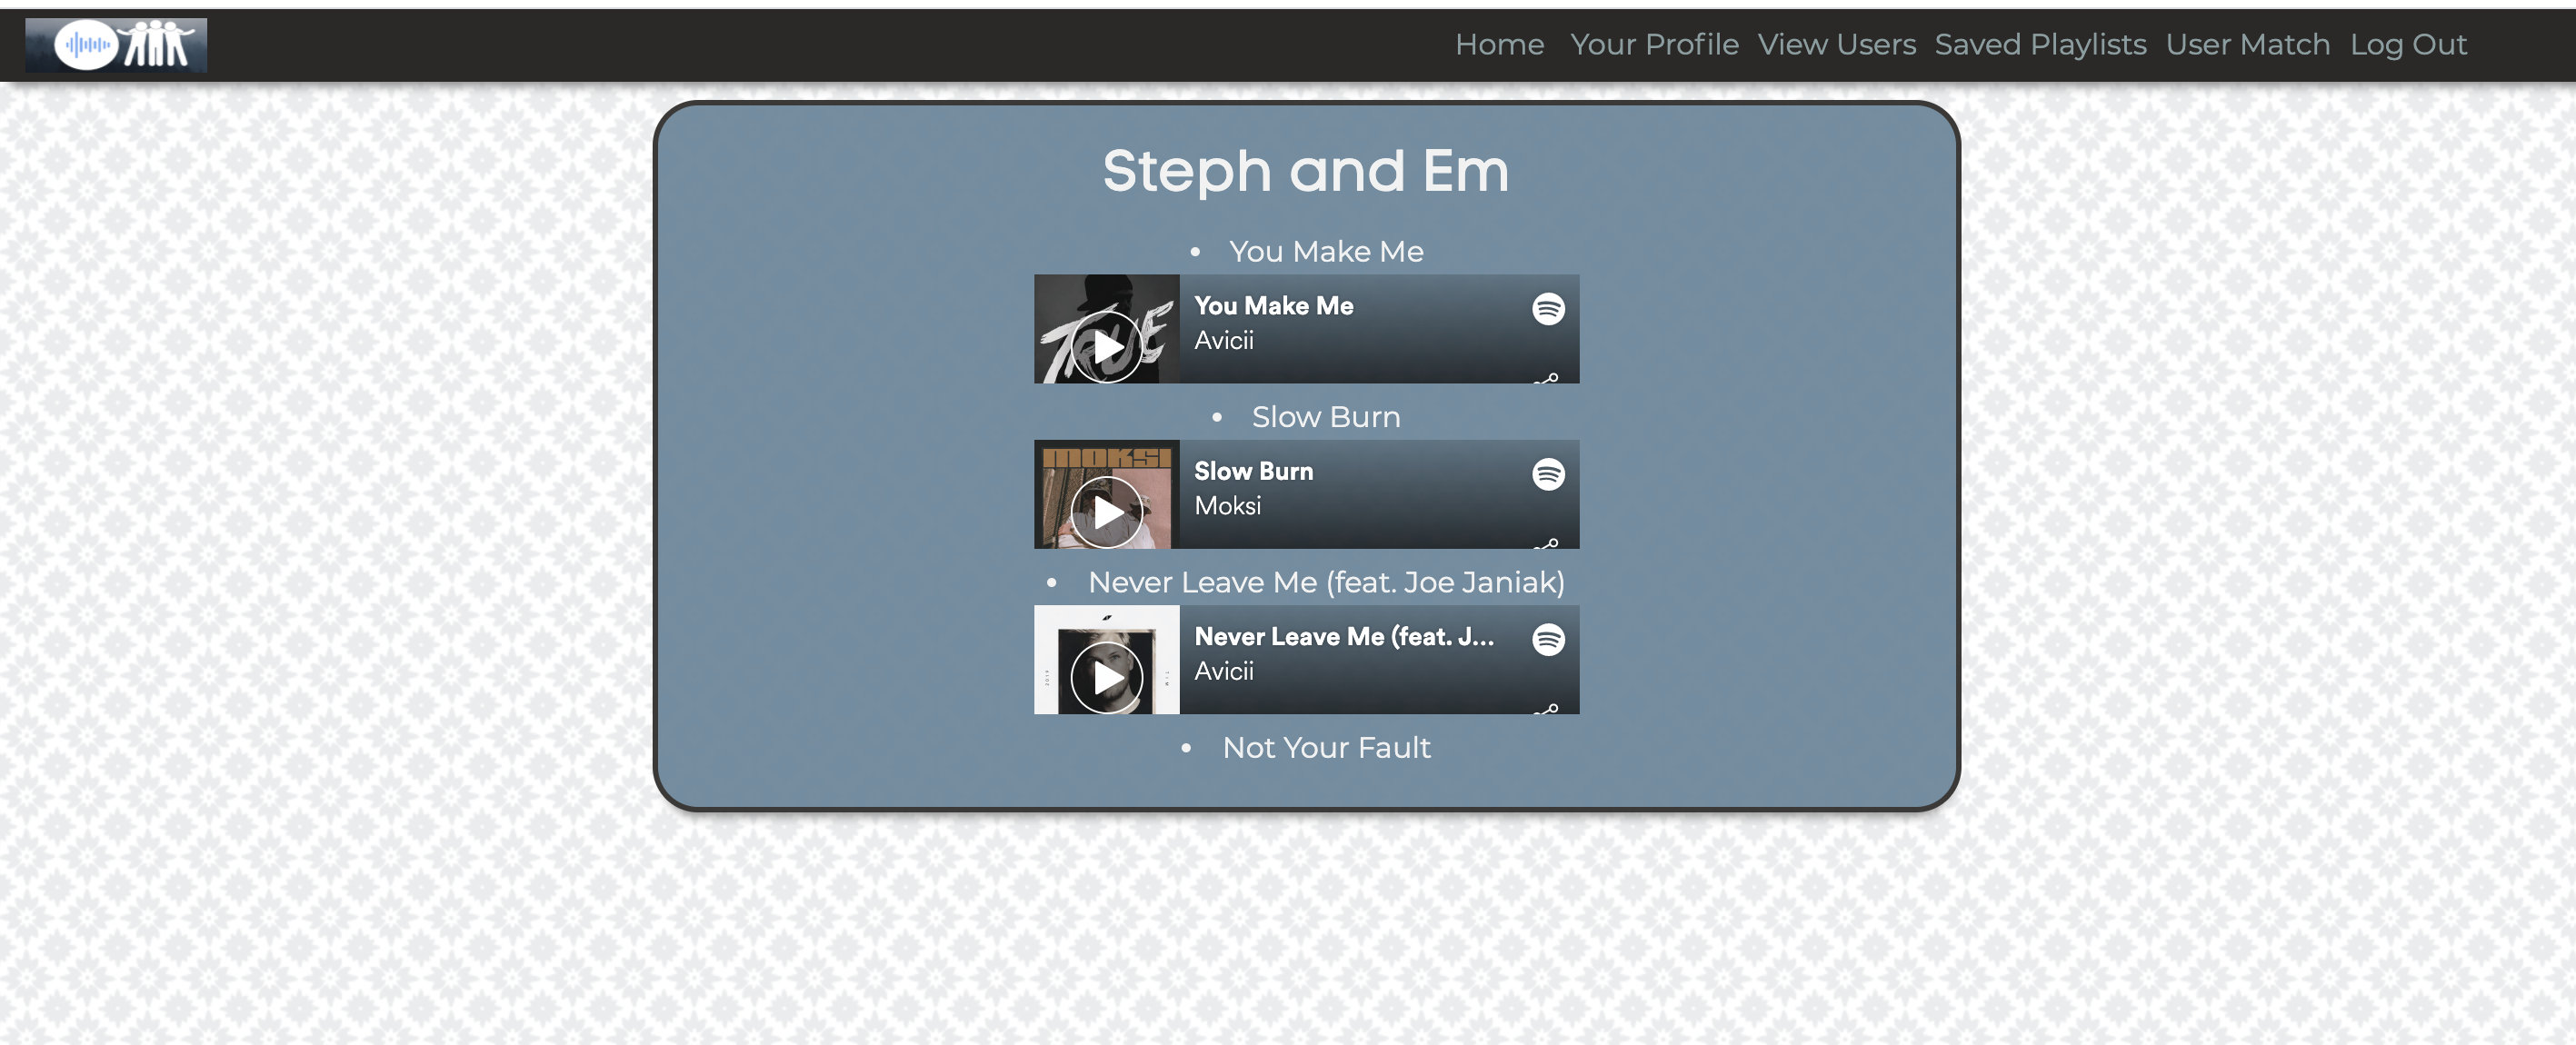 Home Your Profile View Users Saved Playlists User Match Log Out
Steph and Em
• You Make Me
TRUE
You Make Me
Avicii
• Slow Burn
MOKSI
Slow Burn
Moksi
• Never Leave Me (feat. Joe Janiak)
Never Leave Me (feat. J...
Avicii
• Not Your Fault